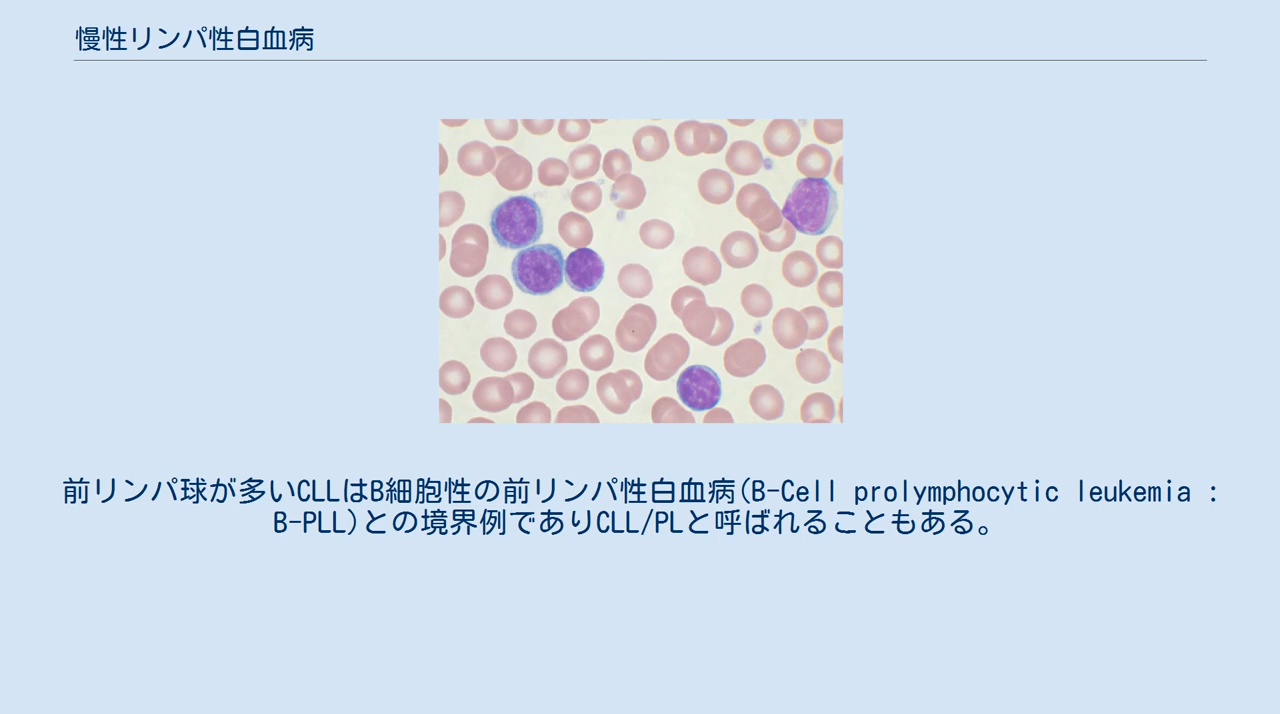 慢性リンパ性白血病
前リンパ球が多いCLLはB細胞性の前リンパ性白血病(B-Cell prolymphocytic leukemia :
B-PLL)との境界例でありCLL/PLと呼ばれることもある。